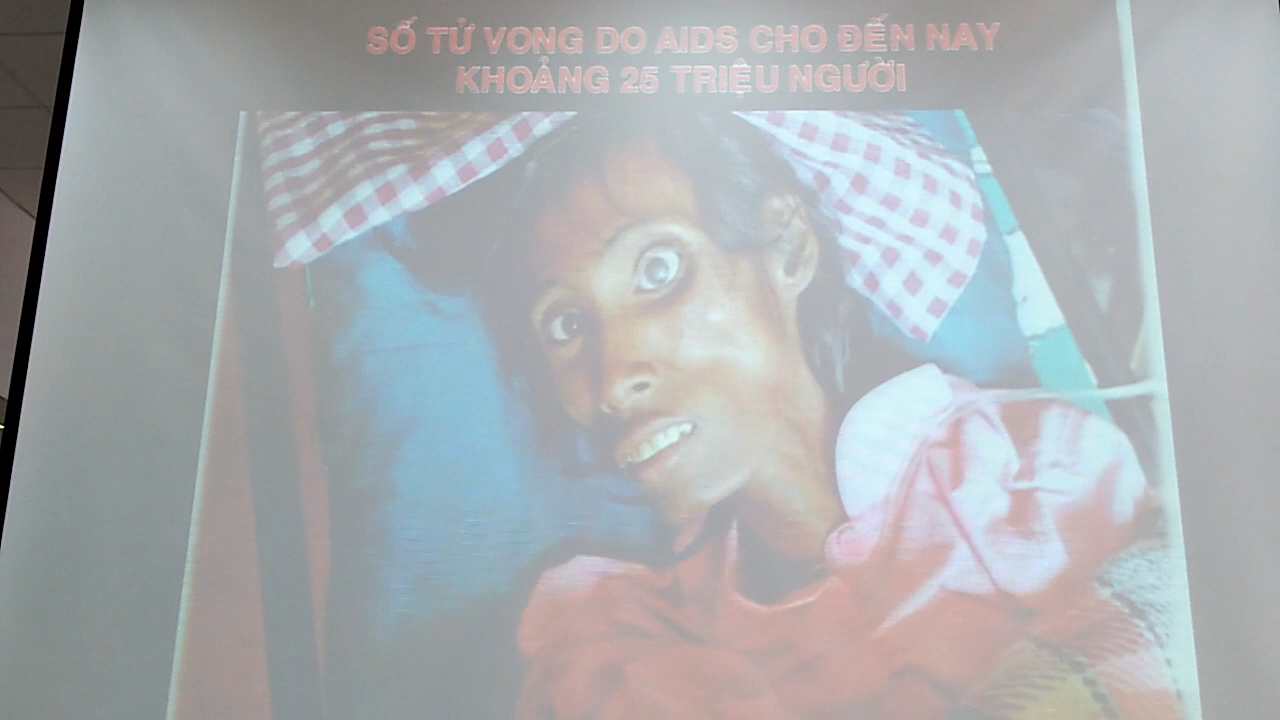 SỐ TỬ VONG DO AIDS CHO ĐẾN NAY
KHOẢNG 25 TRIỆU NGƯỜI